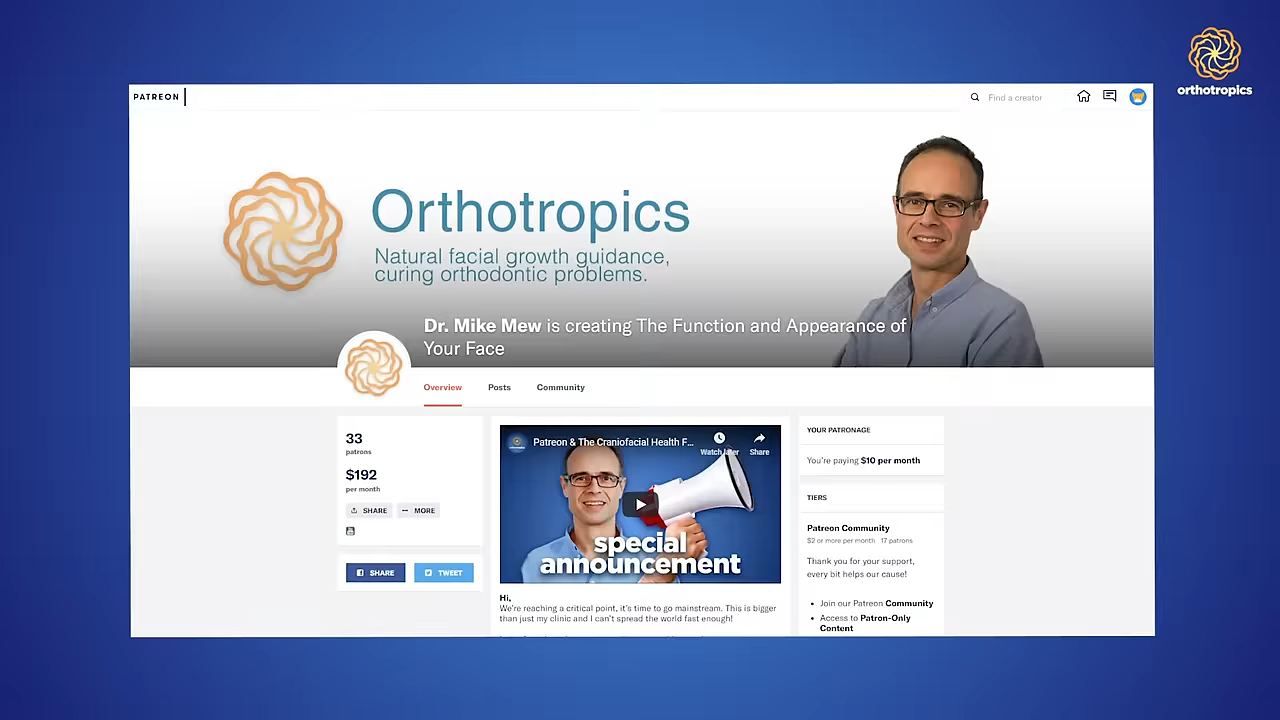 orthotropics
PATREON
Find a creator
Orthotropics
Natural facial growth guidance,
curing orthodontic problems.
Dr. Mike Mew is creating The Function and Appearance of
Your Face
Overview
Posts
Community
33
patrons
$192
per month
SHARE
MORE
SHARE
TWEET
Patreon & The Craniofacial Health F...
Watch later
Share
special
announcement
Hi,
We're reaching a critical point, it's time to go mainstream. This is bigger
than just my clinic and I can't spread the world fast enough!
YOUR PATRONAGE
You're paying $10 per month
TIERS
Patreon Community
$2 or more per month 17 patrons
Thank you for your support,
every bit helps our cause!
Join our Patreon Community
Access to Patron-Only
Content